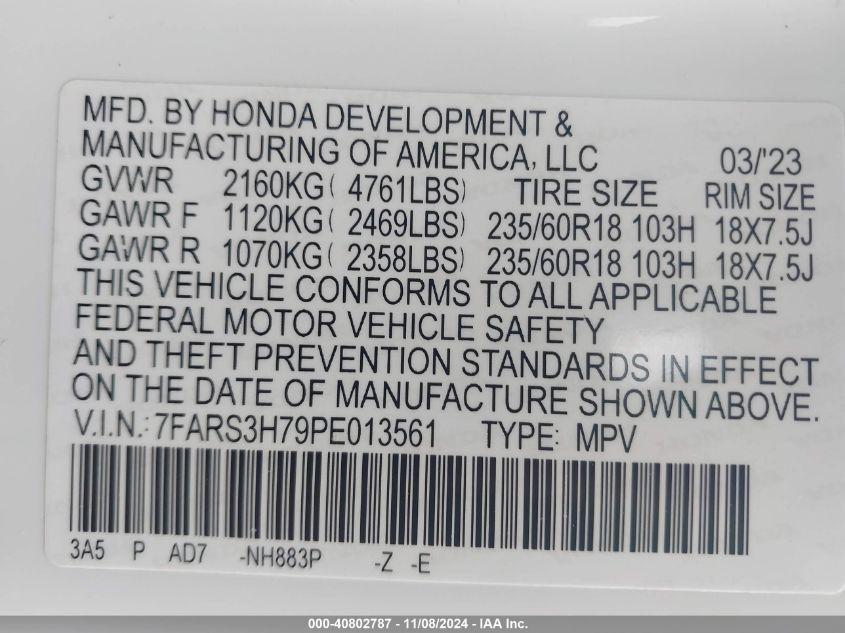 MFD. BY HONDA DEVELOPMENT &
MANUFACTURING OF AMERICA, LLC 03/'23
GVWR 2160KG( 4761LBS) TIRE SIZE RIM SIZE
GAWR F 1120KG( 2469LBS) 235/60R18 103H 18X7.5J
GAWR R 1070KG( 2358LBS) 235/60R18 103H 18X7.5J
THIS VEHICLE CONFORMS TO ALL APPLICABLE
FEDERAL MOTOR VEHICLE SAFETY
AND THEFT PREVENTION STANDARDS IN EFFECT
ON THE DATE OF MANUFACTURE SHOWN ABOVE.
V.I.N.: 7FARS3H79PE013561 TYPE: MPV
3A5 P AD7 -NH883P -Z -E
000-40802787 - 11/08/2024 - IAA Inc.